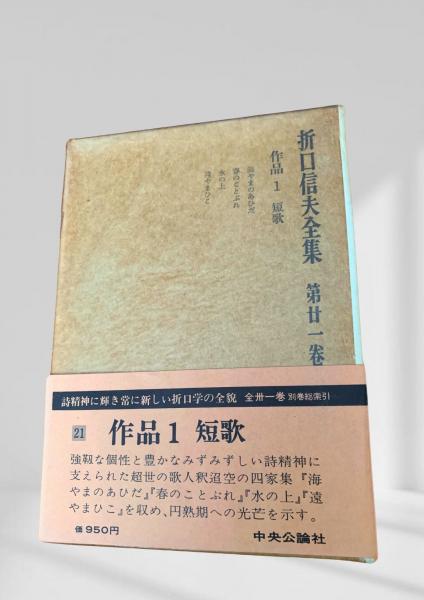 折口信夫全集 第廿一巻
作品1 短歌
海やまのあひだ
春のことぶれ
水の上
遠やまひこ
詩精神に輝き常に新しい折口学の全貌 全卅一巻 別巻総索引
21 作品1 短歌
強靱な個性と豊かなみずみずしい詩精神に
支えられた超世の歌人釈沼空の四家集『海
やまのあひだ』『春のことぶれ』『水の上』『遠
やまひこ』を収め、円熟期への光芒を示す。
価950円
中央公論社